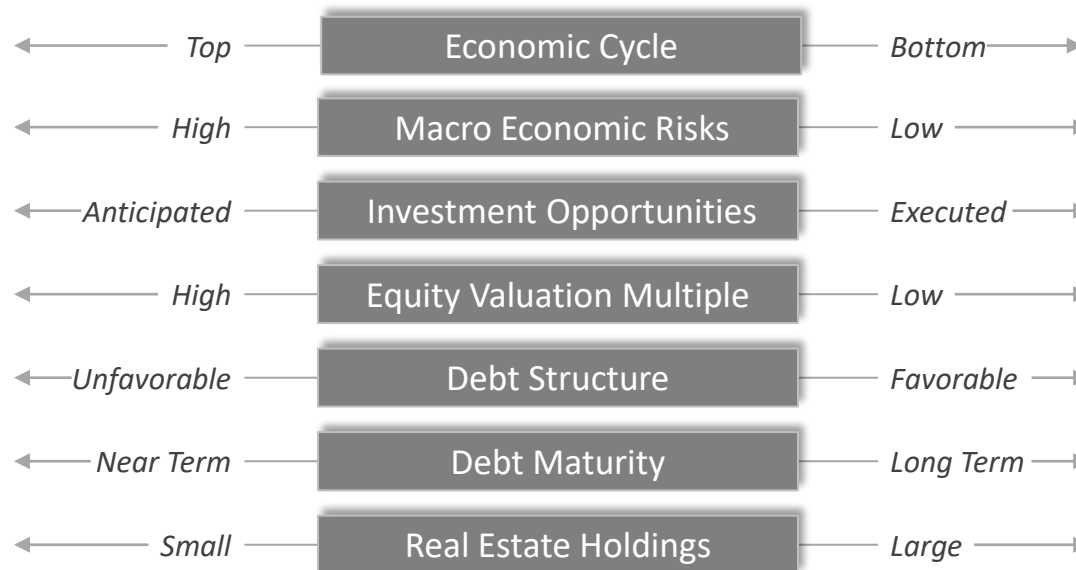 Top Economic Cycle Bottom
High Macro Economic Risks Low
Anticipated Investment Opportunities Executed
High Equity Valuation Multiple Low
Unfavorable Debt Structure Favorable
Near Term Debt Maturity Long Term
Small Real Estate Holdings Large